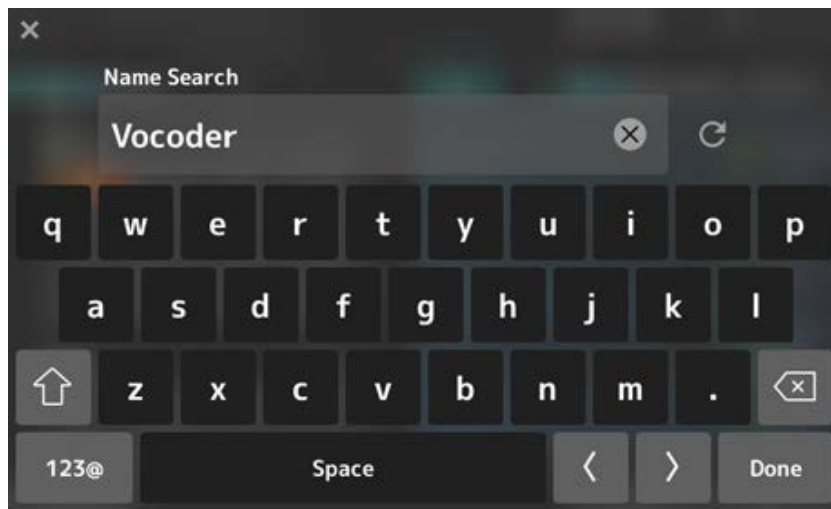 Name Search
Vocoder
q w e r t y u i o p
a s d f g h j k l
z x c v b n m .
123@ Space Done